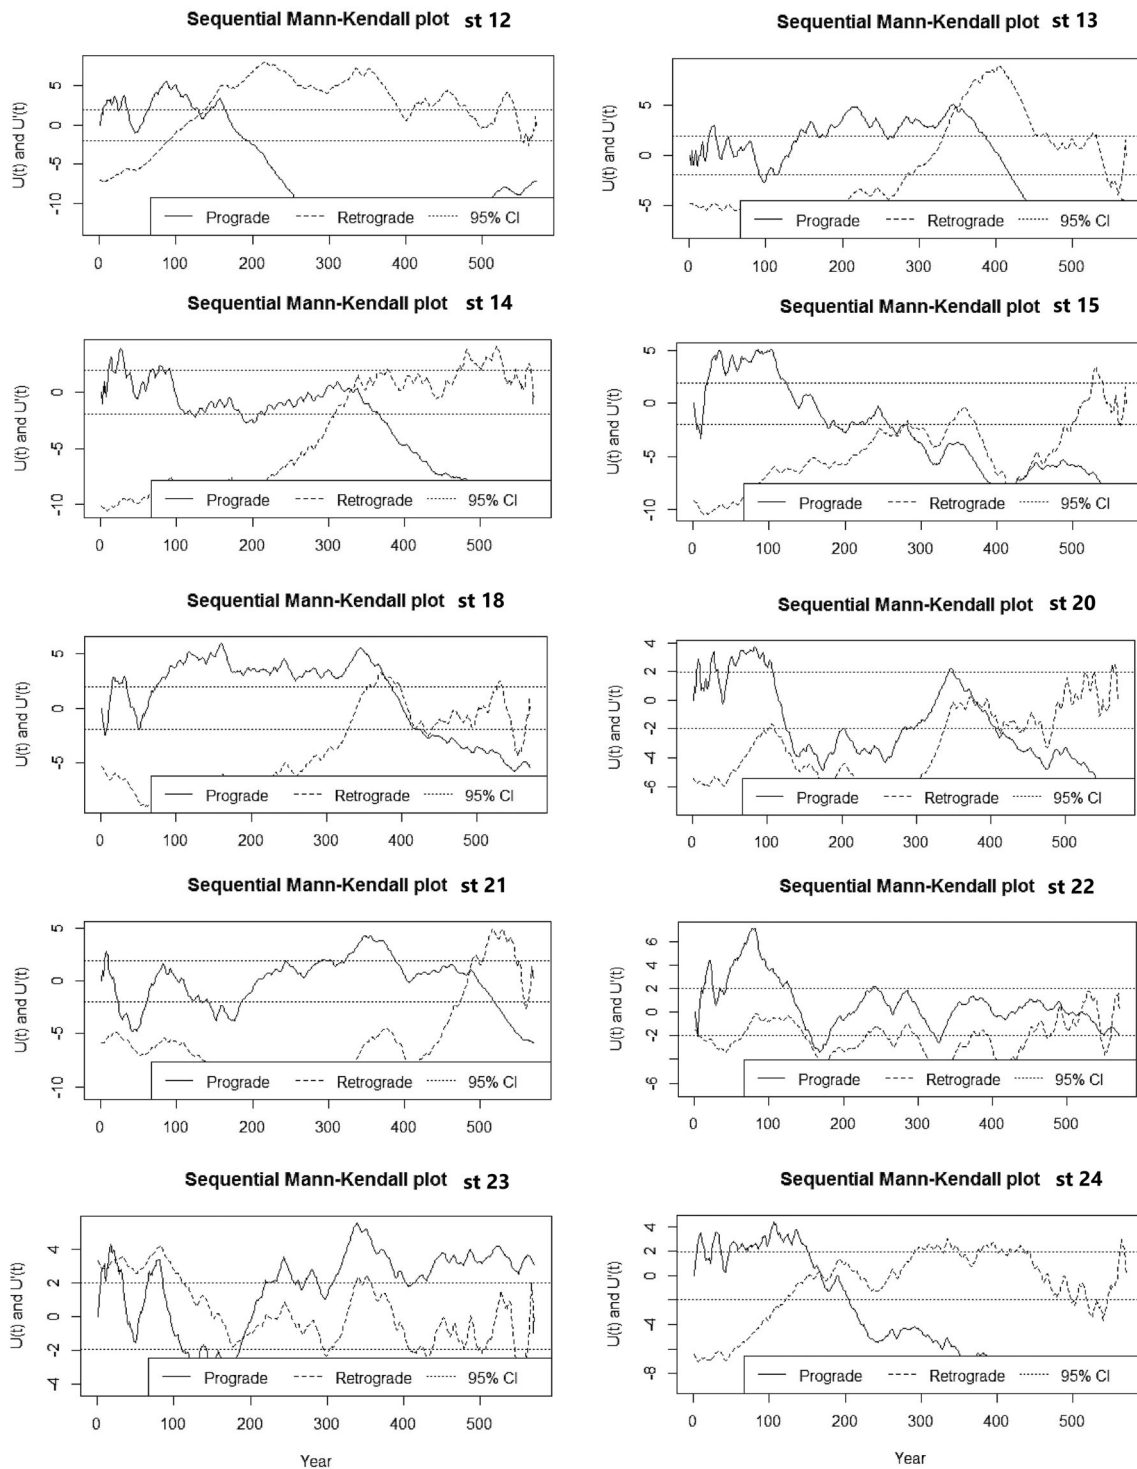 Sequential Mann-Kendall plot st 12
U(t) and U'(t)
5
0
-5
-10
Prograde Retrograde 95% CI
0 100 200 300 400 500
Sequential Mann-Kendall plot st 13
U(t) and U'(t)
5
0
-5
Prograde Retrograde 95% CI
0 100 200 300 400 500
Sequential Mann-Kendall plot st 14
U(t) and U'(t)
0
-5
-10
Prograde Retrograde 95% CI
0 100 200 300 400 500
Sequential Mann-Kendall plot st 15
U(t) and U'(t)
5
0
-5
-10
Prograde Retrograde 95% CI
0 100 200 300 400 500
Sequential Mann-Kendall plot st 18
U(t) and U'(t)
5
0
-5
Prograde Retrograde 95% CI
0 100 200 300 400 500
Sequential Mann-Kendall plot st 20
U(t) and U'(t)
4
2
0
-2
-4
-6
Prograde Retrograde 95% CI
0 100 200 300 400 500
Sequential Mann-Kendall plot st 21
U(t) and U'(t)
5
0
-5
-10
Prograde Retrograde 95% CI
0 100 200 300 400 500
Sequential Mann-Kendall plot st 22
U(t) and U'(t)
6
4
2
0
-2
-6
Prograde Retrograde 95% CI
0 100 200 300 400 500
Sequential Mann-Kendall plot st 23
U(t) and U'(t)
4
2
0
-2
-4
Prograde Retrograde 95% CI
0 100 200 300 400 500
Year
Sequential Mann-Kendall plot st 24
U(t) and U'(t)
4
2
0
-4
-8
Prograde Retrograde 95% CI
0 100 200 300 400 500
Year